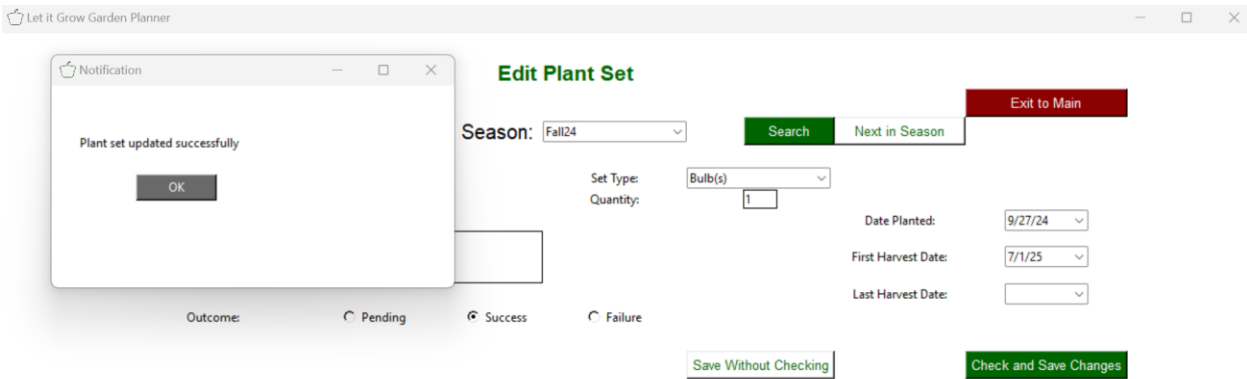 Let it Grow Garden Planner
Notification
Plant set updated successfully
OK
Edit Plant Set
Exit to Main
Season: Fall24 Search Next in Season
Set Type: Bulb(s)
Quantity: 1
Date Planted: 9/27/24
First Harvest Date: 7/1/25
Last Harvest Date:
Outcome: Pending Success Failure
Save Without Checking Check and Save Changes